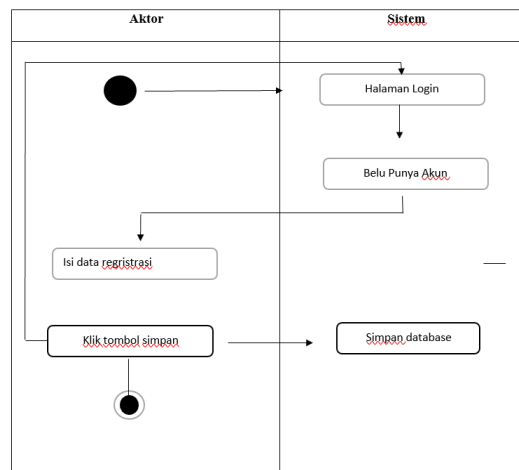 Aktor
Sistem
Halaman Login
Belu Punya Akun
Isi data regristrasi
Klik tombol simpan
Simpan database